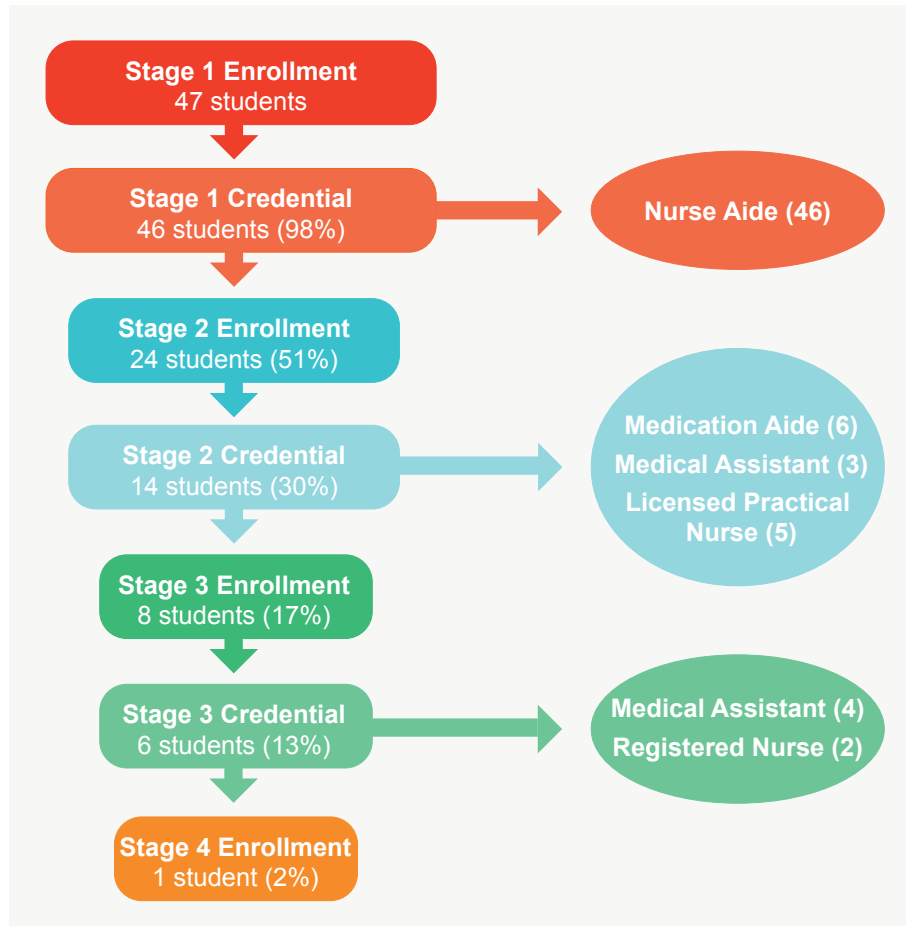 Stage 1 Enrollment
47 students
Stage 1 Credential
46 students (98%)
Nurse Aide (46)
Stage 2 Enrollment
24 students (51%)
Stage 2 Credential
14 students (30%)
Medication Aide (6)
Medical Assistant (3)
Licensed Practical
Nurse (5)
Stage 3 Enrollment
8 students (17%)
Stage 3 Credential
6 students (13%)
Medical Assistant (4)
Registered Nurse (2)
Stage 4 Enrollment
1 student (2%)